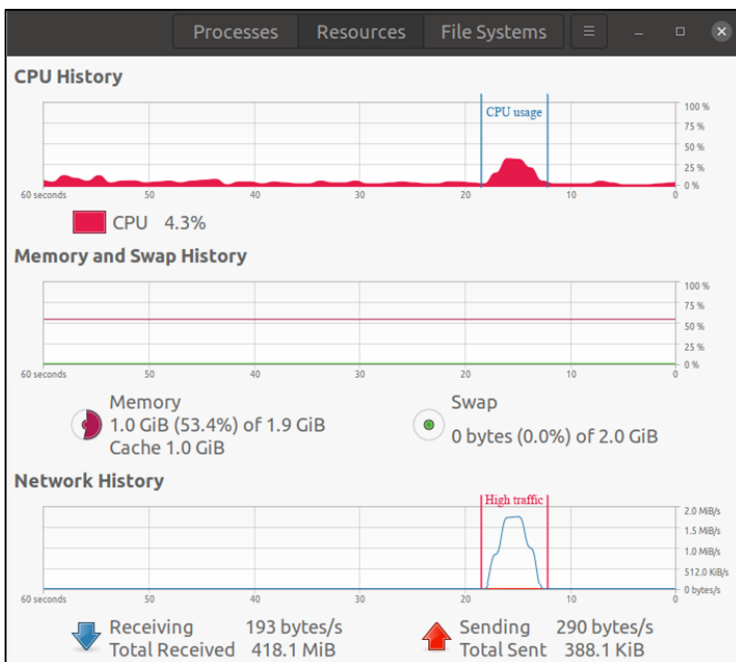 Processes Resources File Systems
CPU History
CPU usage
100 %
75 %
50 %
25 %
0 %
60 seconds 50 40 30 20 10 0
CPU 4.3%
Memory and Swap History
100 %
75 %
50 %
25 %
0 %
60 seconds 50 40 30 20 10 0
Memory
1.0 GiB (53.4%) of 1.9 GiB
Cache 1.0 GiB
Swap
0 bytes (0.0%) of 2.0 GiB
Network History
High traffic
2.0 MiB/s
1.5 MiB/s
1.0 MiB/s
512.0 KiB/s
0 bytes/s
60 seconds 50 40 30 20 10 0
Receiving 193 bytes/s
Total Received 418.1 MiB
Sending 290 bytes/s
Total Sent 388.1 KiB